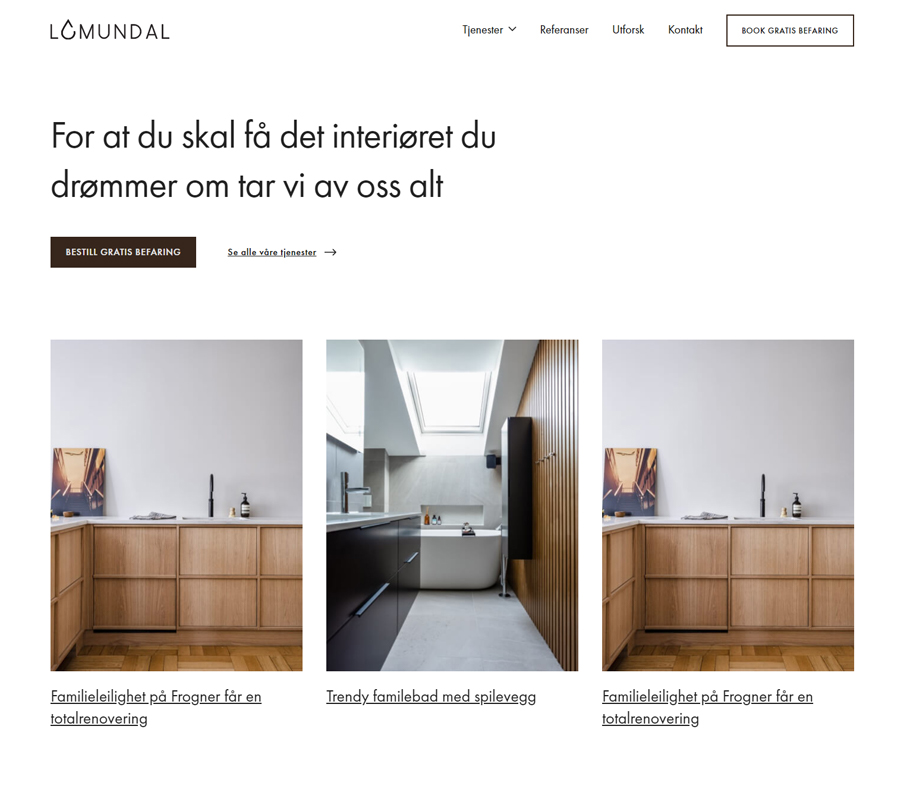 LOMUNDAL
Tjenester
Referanser
Utforsk
Kontakt
BOOK GRATIS BEFARING
For at du skal få det interiøret du
drømmer om tar vi av oss alt
BESTILL GRATIS BEFARING
Se alle våre tjenester
Familieleilighet på Frogner får en
totalrenovering
Trendy familebad med spilevegg
Familieleilighet på Frogner får en
totalrenovering